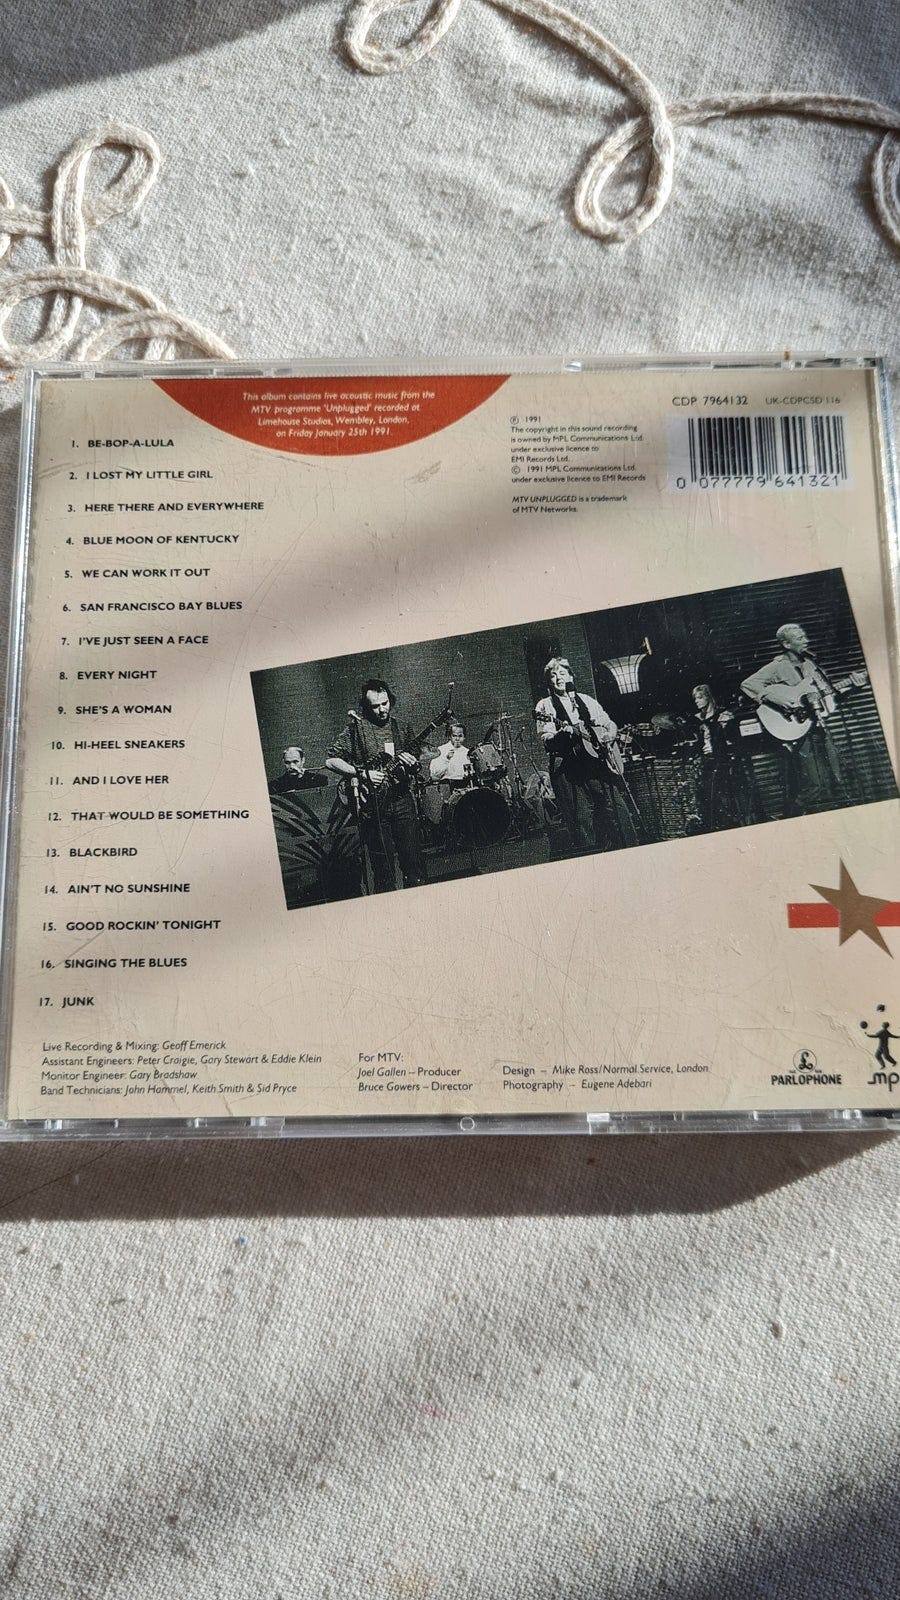 This album contains live acoustic music from the
MTV programme 'Unplugged' recorded at
Limehouse Studios, Wembley, London,
on Friday January 25th 1991.
1. BE-BOP-A-LULA
2. I LOST MY LITTLE GIRL
3. HERE THERE AND EVERYWHERE
4. BLUE MOON OF KENTUCKY
5. WE CAN WORK IT OUT
6. SAN FRANCISCO BAY BLUES
7. I'VE JUST SEEN A FACE
8. EVERY NIGHT
9. SHE'S A WOMAN
10. HI-HEEL SNEAKERS
11. AND I LOVE HER
12. THAT WOULD BE SOMETHING
13. BLACKBIRD
14. AIN'T NO SUNSHINE
15. GOOD ROCKIN' TONIGHT
16. SINGING THE BLUES
17. JUNK
℗ 1991
The copyright in this sound recording
is owned by MPL Communications Ltd.
under exclusive licence to
EMI Records Ltd.
© 1991 MPL Communications Ltd.
under exclusive licence to EMI Records
MTV UNPLUGGED is a trademark
of MTV Networks.
CDP 7964132 UK-CDPCSD 116
0 077779 641321
Live Recording & Mixing: Geoff Emerick
Assistant Engineers: Peter Craigie, Gary Stewart & Eddie Klein
Monitor Engineer: Gary Bradshaw
Band Technicians: John Hammel, Keith Smith & Sid Pryce
For MTV:
Joel Gallen – Producer
Bruce Gowers – Director
Design – Mike Ross/Normal Service, London
Photography – Eugene Adebari
£
PARLOPHONE
mp